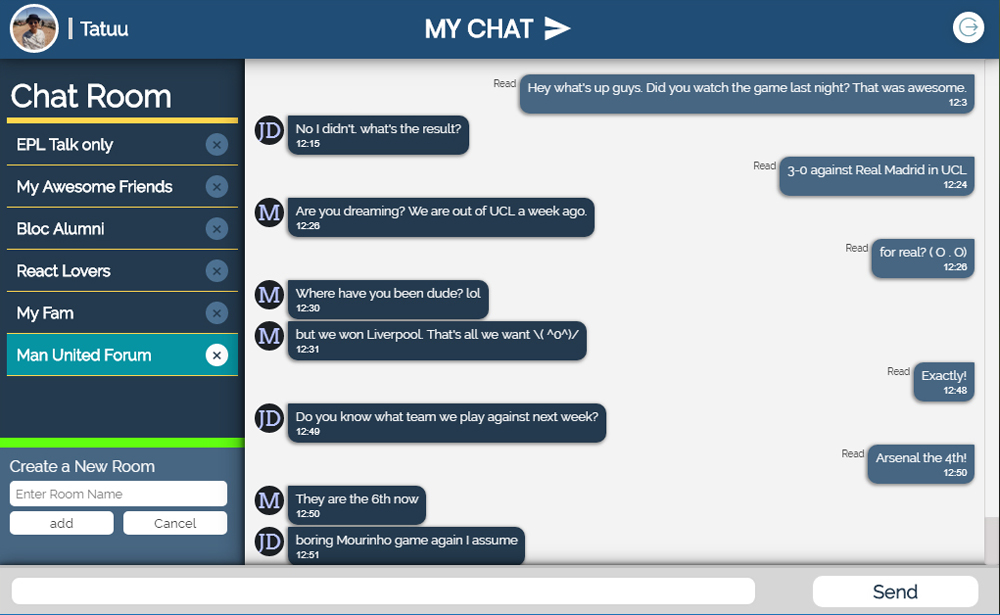 | Tatuu
MY CHAT
Chat Room
EPL Talk only
My Awesome Friends
Bloc Alumni
React Lovers
My Fam
Man United Forum
Create a New Room
Enter Room Name
add Cancel
Read
Hey what's up guys. Did you watch the game last night? That was awesome.
12:3
JD
No I didn't. what's the result?
12:15
Read
3-0 against Real Madrid in UCL
12:24
M
Are you dreaming? We are out of UCL a week ago.
12:26
Read
for real? ( O . O)
12:26
M
Where have you been dude? lol
12:30
M
but we won Liverpool. That's all we want \( ^o^)/
12:31
Read
Exactly!
12:48
JD
Do you know what team we play against next week?
12:49
Read
Arsenal the 4th!
12:50
M
They are the 6th now
12:50
JD
boring Mourinho game again I assume
12:51
Send